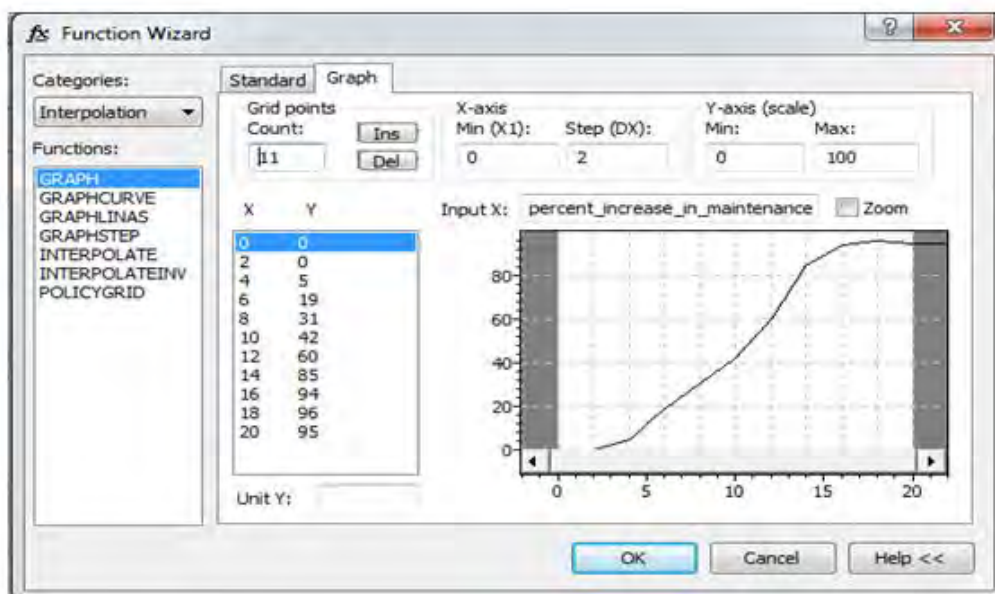 fx Function Wizard
Categories:
Interpolation
Functions:
GRAPH
GRAPHCURVE
GRAPHLINAS
GRAPHSTEP
INTERPOLATE
INTERPOLATEINV
POLICYGRID
Standard Graph
Grid points
Count:
11
Ins
Del
X-axis
Min (X1): Step (DX):
0 2
Y-axis (scale)
Min: Max:
0 100
X Y
0 0
2 0
4 5
6 19
8 31
10 42
12 60
14 85
16 94
18 96
20 95
Unit Y:
Input X: percent_increase_in_maintenance Zoom
80
60
40
20
0
0 5 10 15 20
OK Cancel Help <<